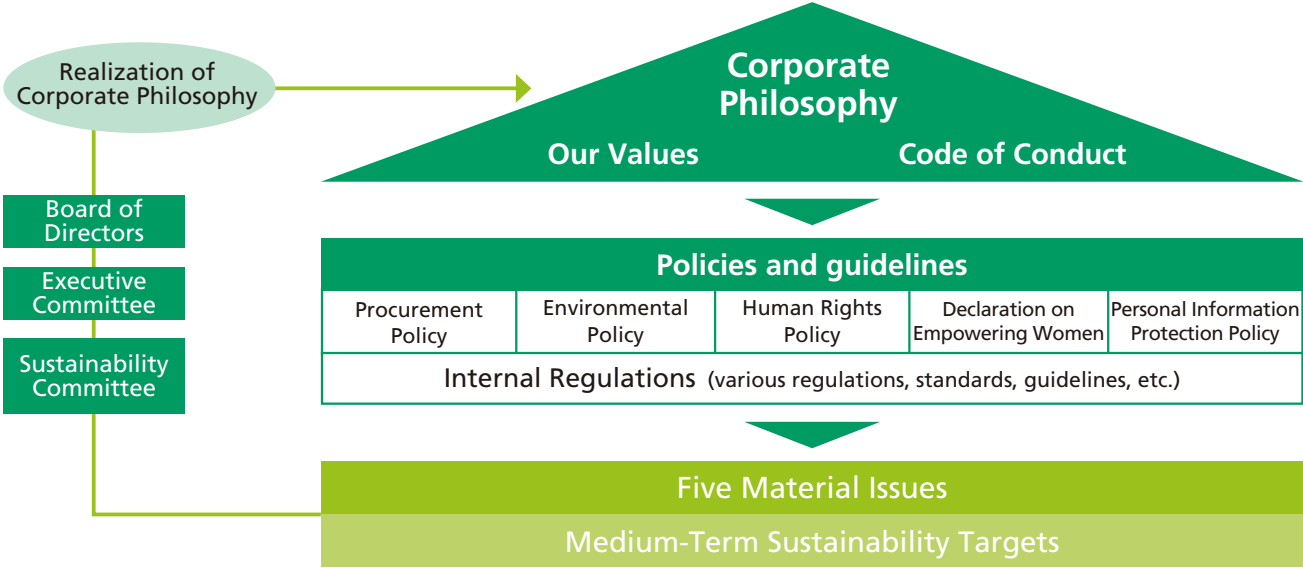 Realization of
Corporate Philosophy
Board of
Directors
Executive
Committee
Sustainability
Committee
Corporate
Philosophy
Our Values
Code of Conduct
Policies and guidelines
Procurement
Policy
Environmental
Policy
Human Rights
Policy
Declaration on
Empowering Women
Personal Information
Protection Policy
Internal Regulations (various regulations, standards, guidelines, etc.)
Five Material Issues
Medium-Term Sustainability Targets